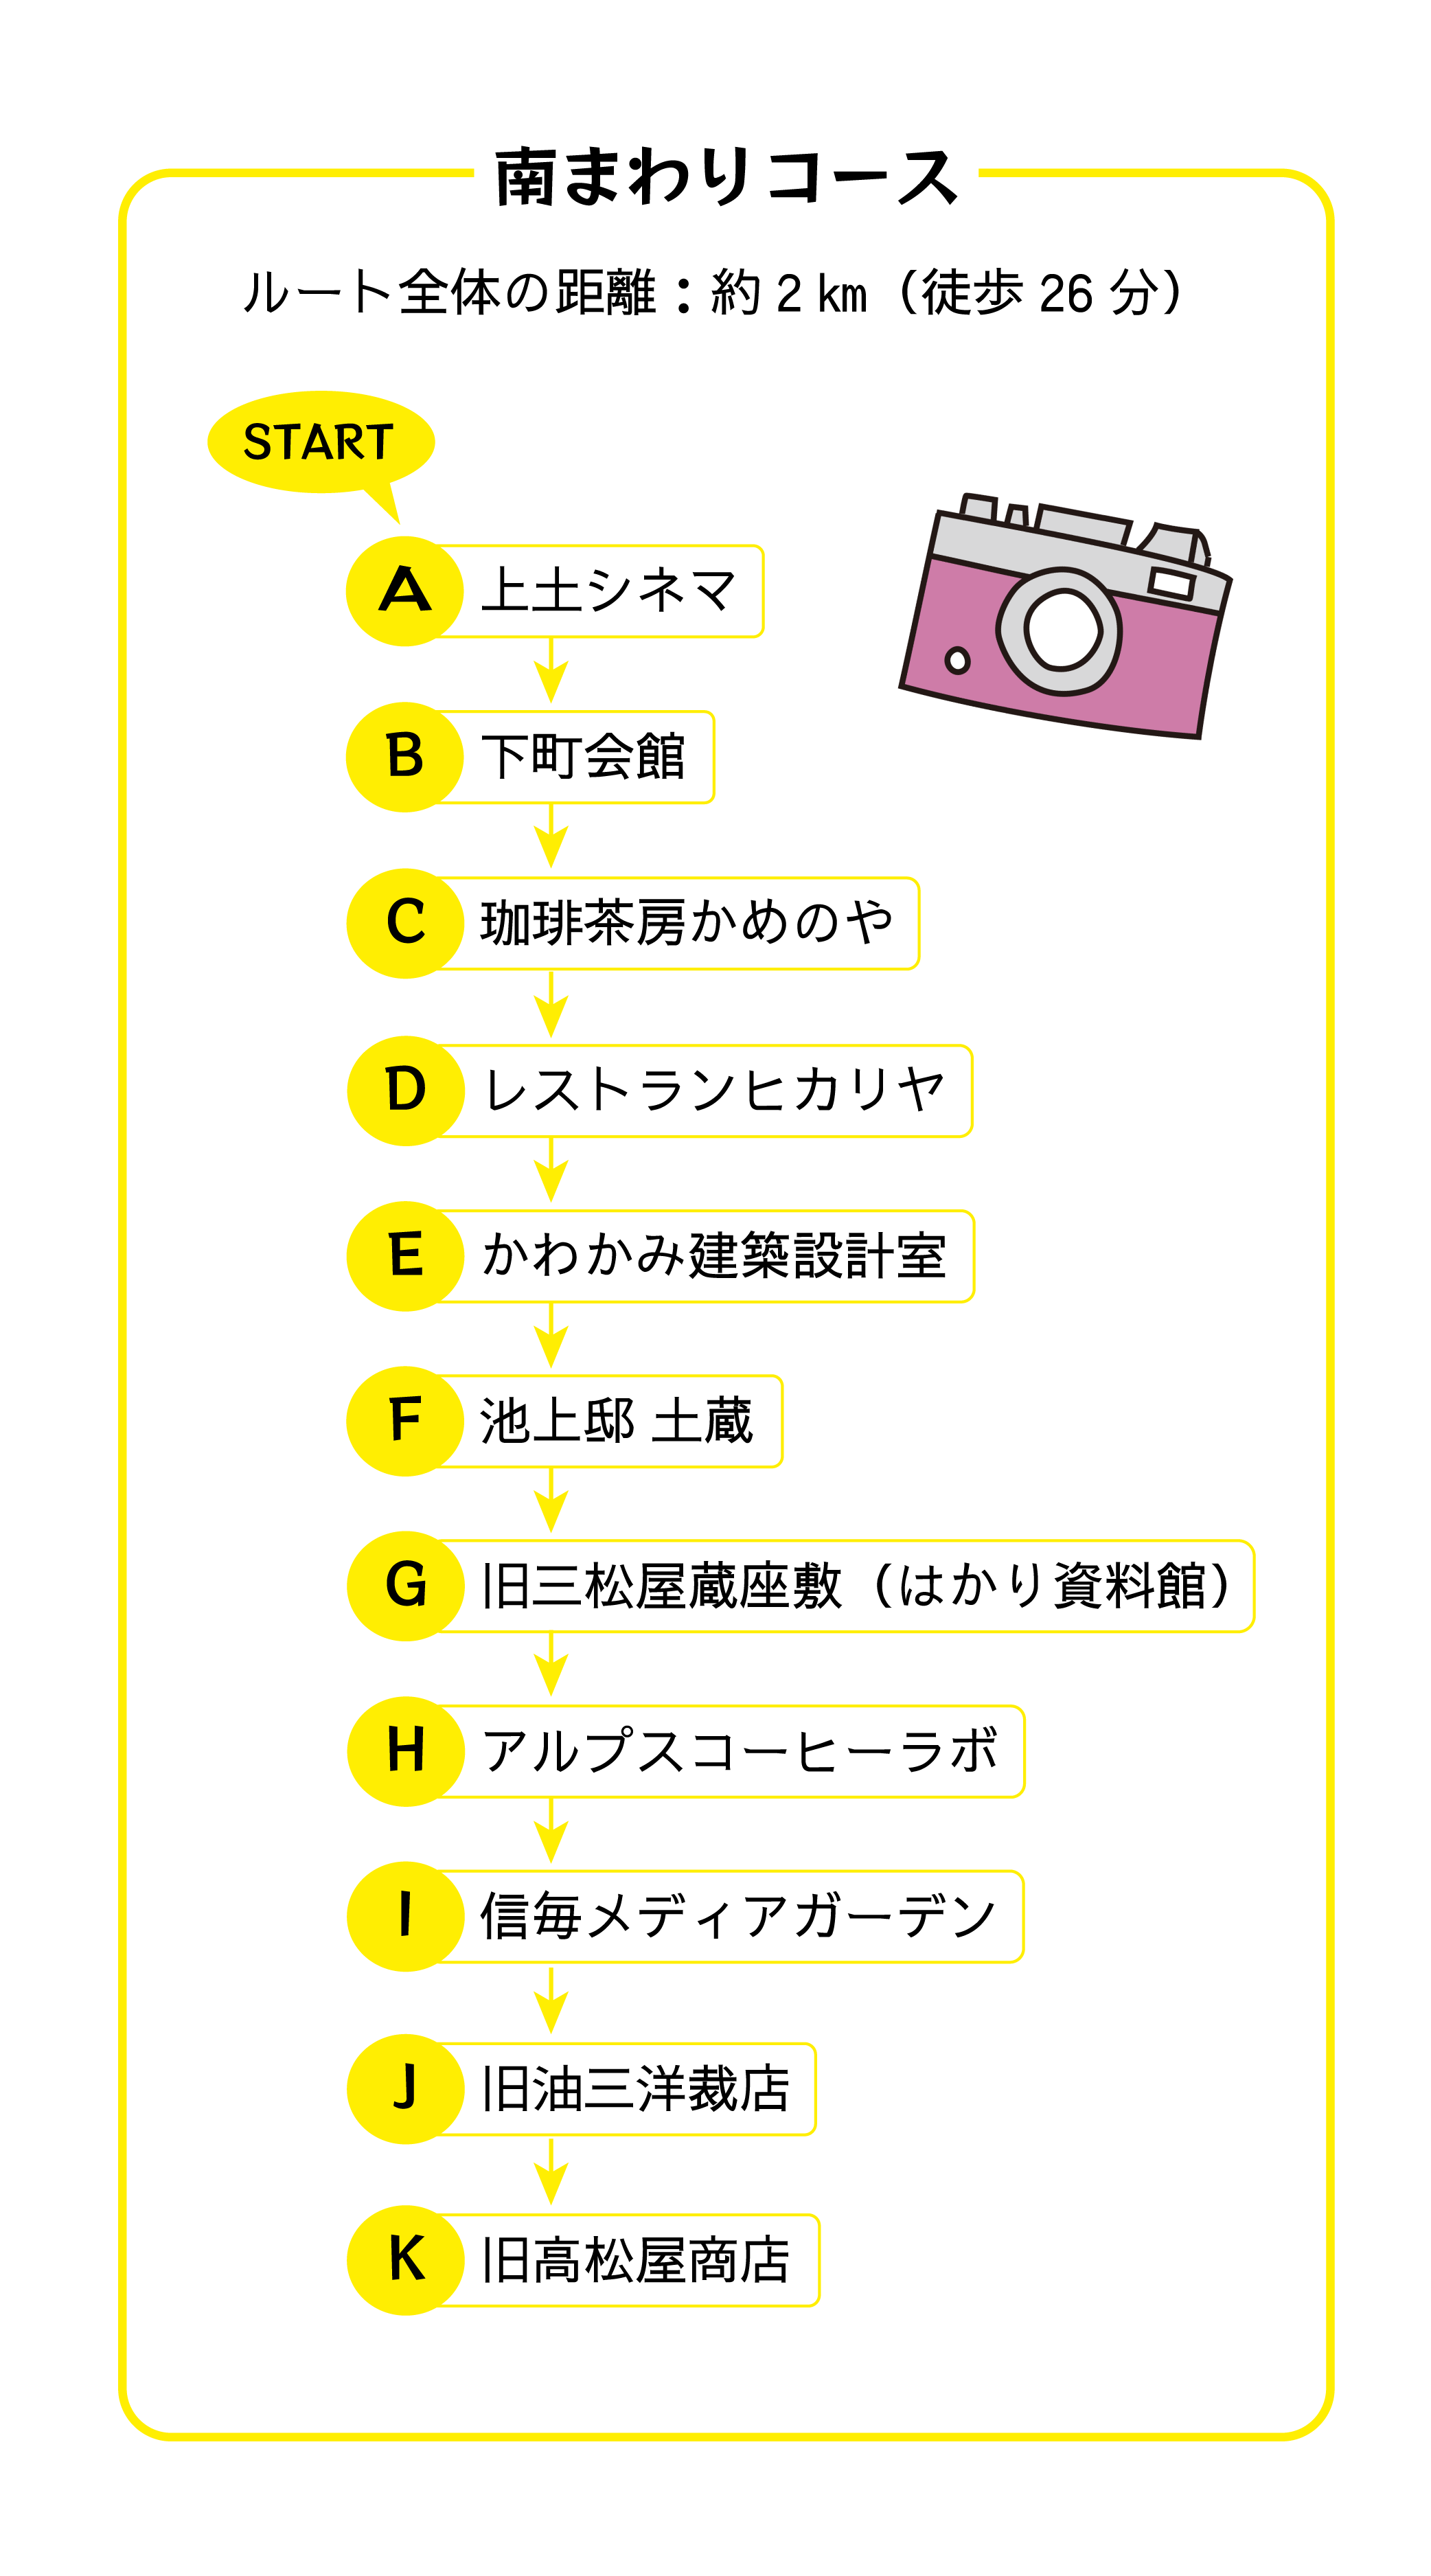 南まわりコース
ルート全体の距離：約2km（徒歩26分）
START
A 上土シネマ
B 下町会館
C 珈琲茶房かめのや
D レストランヒカリヤ
E かわかみ建築設計室
F 池上邸 土蔵
G 旧三松屋蔵座敷（はかり資料館）
H アルプスコーヒーラボ
I 信毎メディアガーデン
J 旧油三洋裁店
K 旧高松屋商店